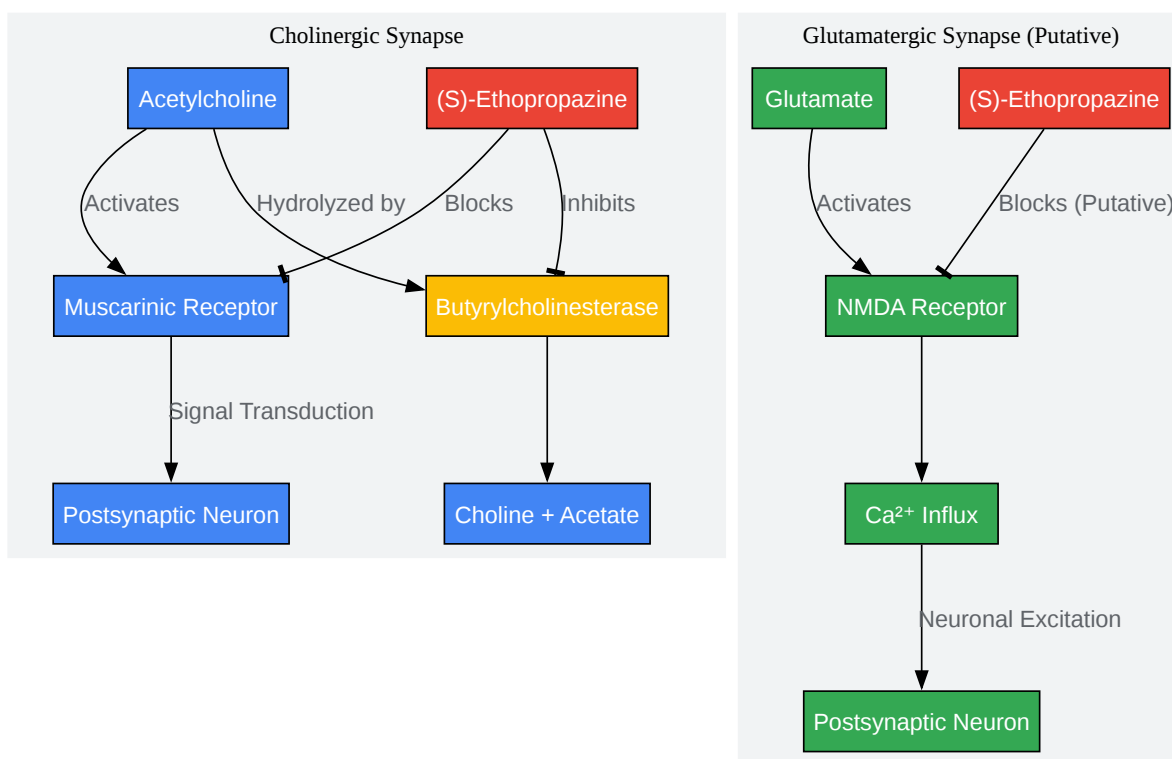 Cholinergic Synapse
Acetylcholine
(S)-Ethopropazine
Activates
Hydrolyzed by
Blocks
Inhibits
Muscarinic Receptor
Butyrylcholinesterase
Signal Transduction
Postsynaptic Neuron
Choline + Acetate
Glutamatergic Synapse (Putative)
Glutamate
(S)-Ethopropazine
Activates
Blocks (Putative)
NMDA Receptor
Ca²⁺ Influx
Neuronal Excitation
Postsynaptic Neuron